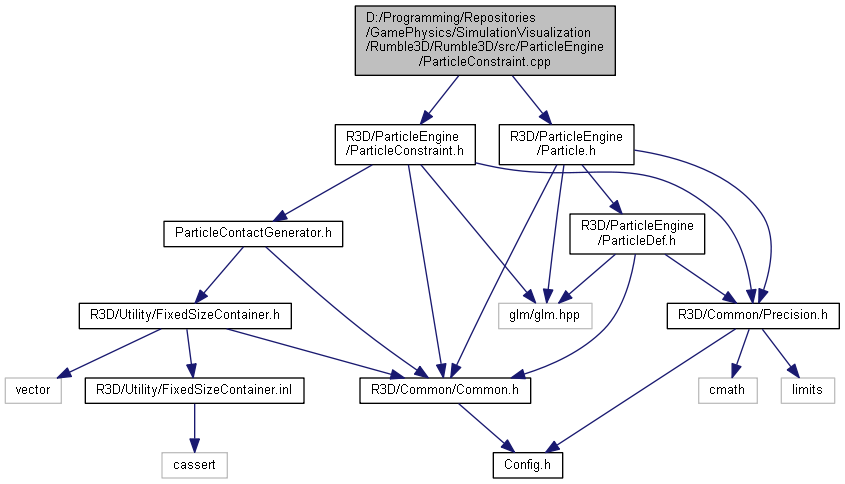 D:/Programming/Repositories
/GamePhysics/SimulationVisualization
/Rumble3D/Rumble3D/src/ParticleEngine
/ParticleConstraint.cpp
R3D/ParticleEngine
/ParticleConstraint.h
R3D/ParticleEngine
/Particle.h
ParticleContactGenerator.h
R3D/ParticleEngine
/ParticleDef.h
R3D/Utility/FixedSizeContainer.h
glm/glm.hpp
R3D/Common/Precision.h
vector
R3D/Utility/FixedSizeContainer.inl
R3D/Common/Common.h
cmath
limits
cassert
Config.h